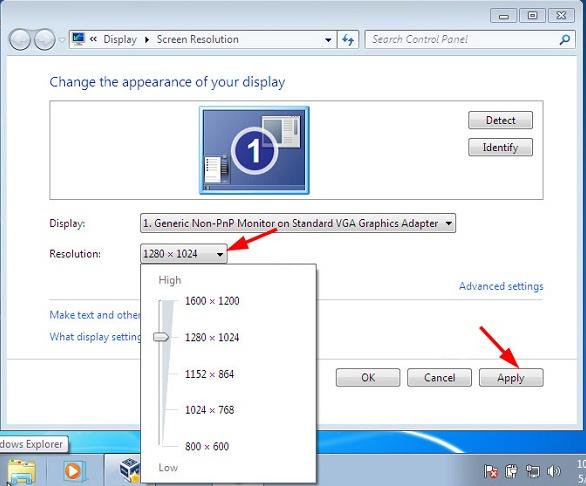 « Display ▸ Screen Resolution
Search Control Panel
Change the appearance of your display
1
Detect
Identify
Display:
1. Generic Non-PnP Monitor on Standard VGA Graphics Adapter
Resolution:
1280 × 1024
High
1600 × 1200
1280 × 1024
1152 × 864
1024 × 768
800 × 600
Low
Advanced settings
Make text and other
What display setting
OK
Cancel
Apply
dows Explorer
10